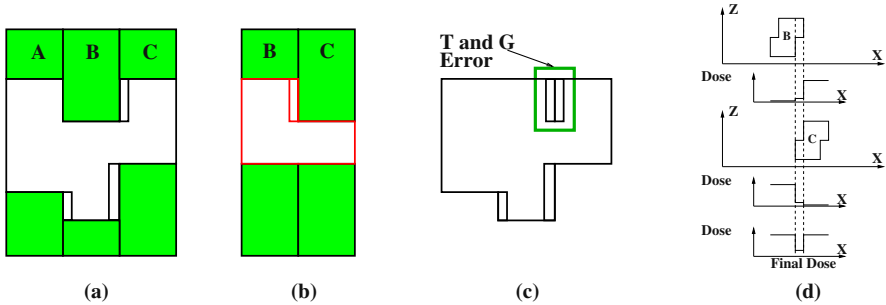 A B C
(a)
B C
(b)
T and G
Error
(c)
Z
B
X
Dose
X
Z
C
X
Dose
X
Dose
X
Final Dose
(d)